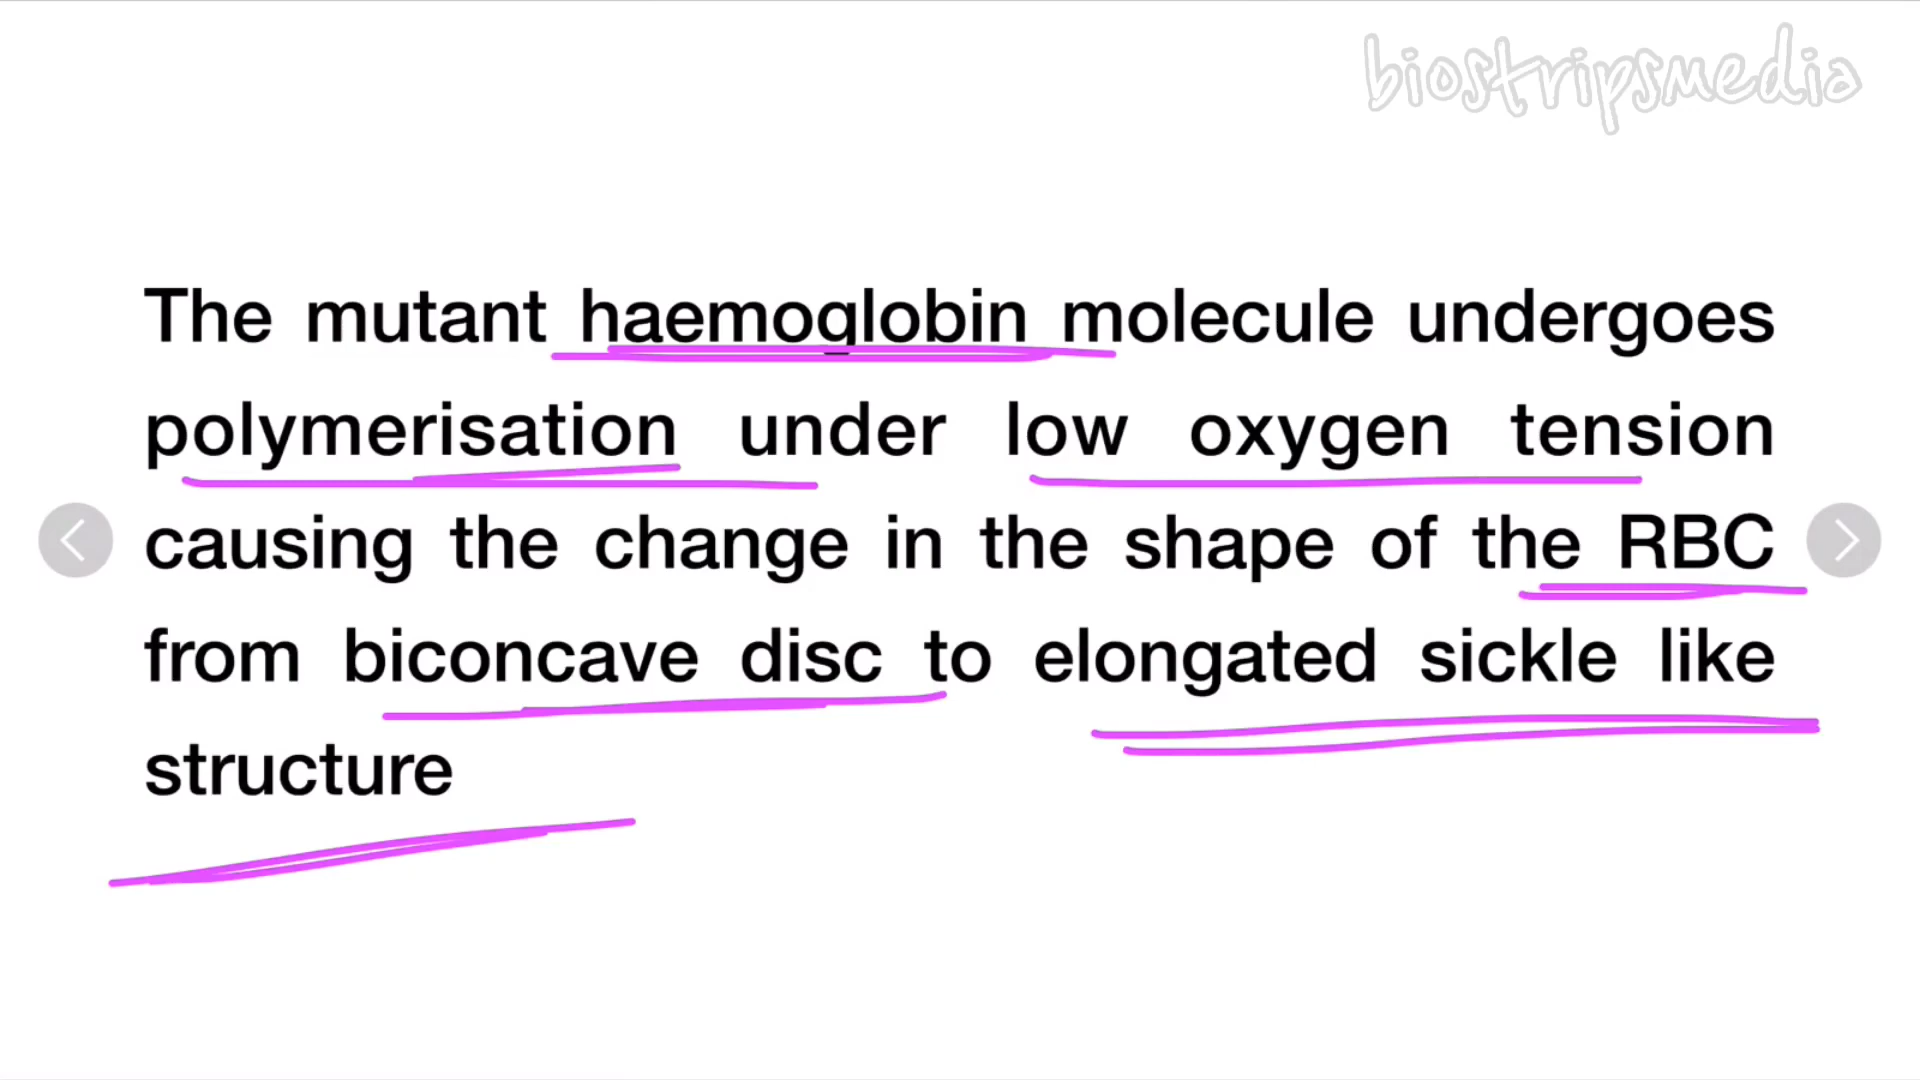 biostripsmedia
The mutant haemoglobin molecule undergoes
polymerisation under low oxygen tension
causing the change in the shape of the RBC
from biconcave disc to elongated sickle like
structure